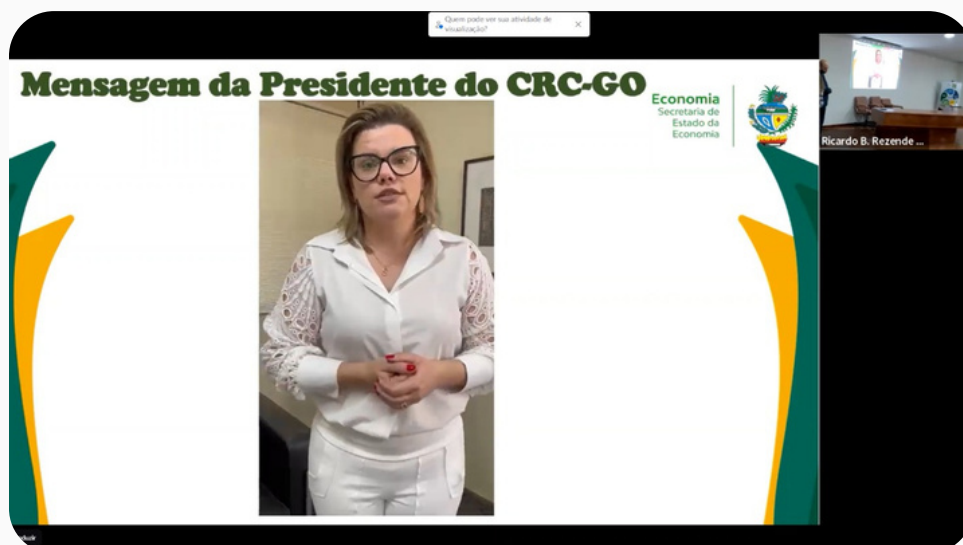 Quem pode ver sua atividade de
visualização?
Mensagem da Presidente do CRC-GO
Economia
Secretaria de
Estado da
Economia
Ricardo B. Rezende ...